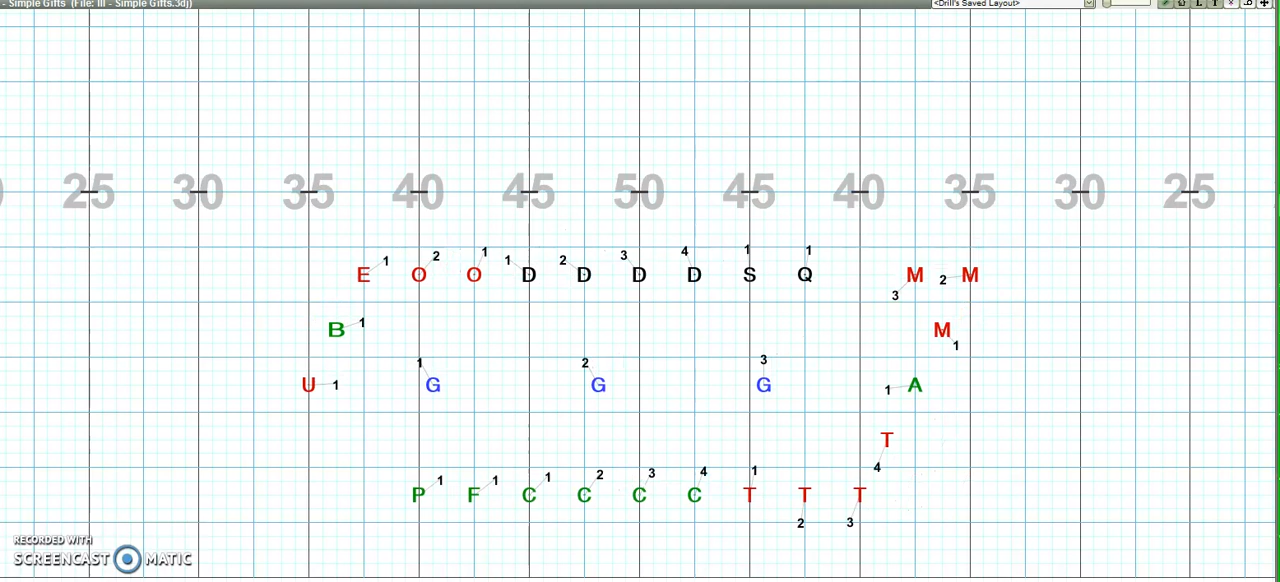 - Simple Gifts (File: III - Simple Gifts.3dj)
<Drill's Saved Layout>
25 30 35 40 45 50 45 40 35 30 25
1 2 1 1 2 3 4 1 1
E O O D D D D S Q M M
2
3
B 1 M
1
1 2 3
U 1 G G G 1 A
T
4
1 1 1 2 3 4 1
P F C C C C T T T
2 3
RECORDED WITH
SCREENCAST MATIC